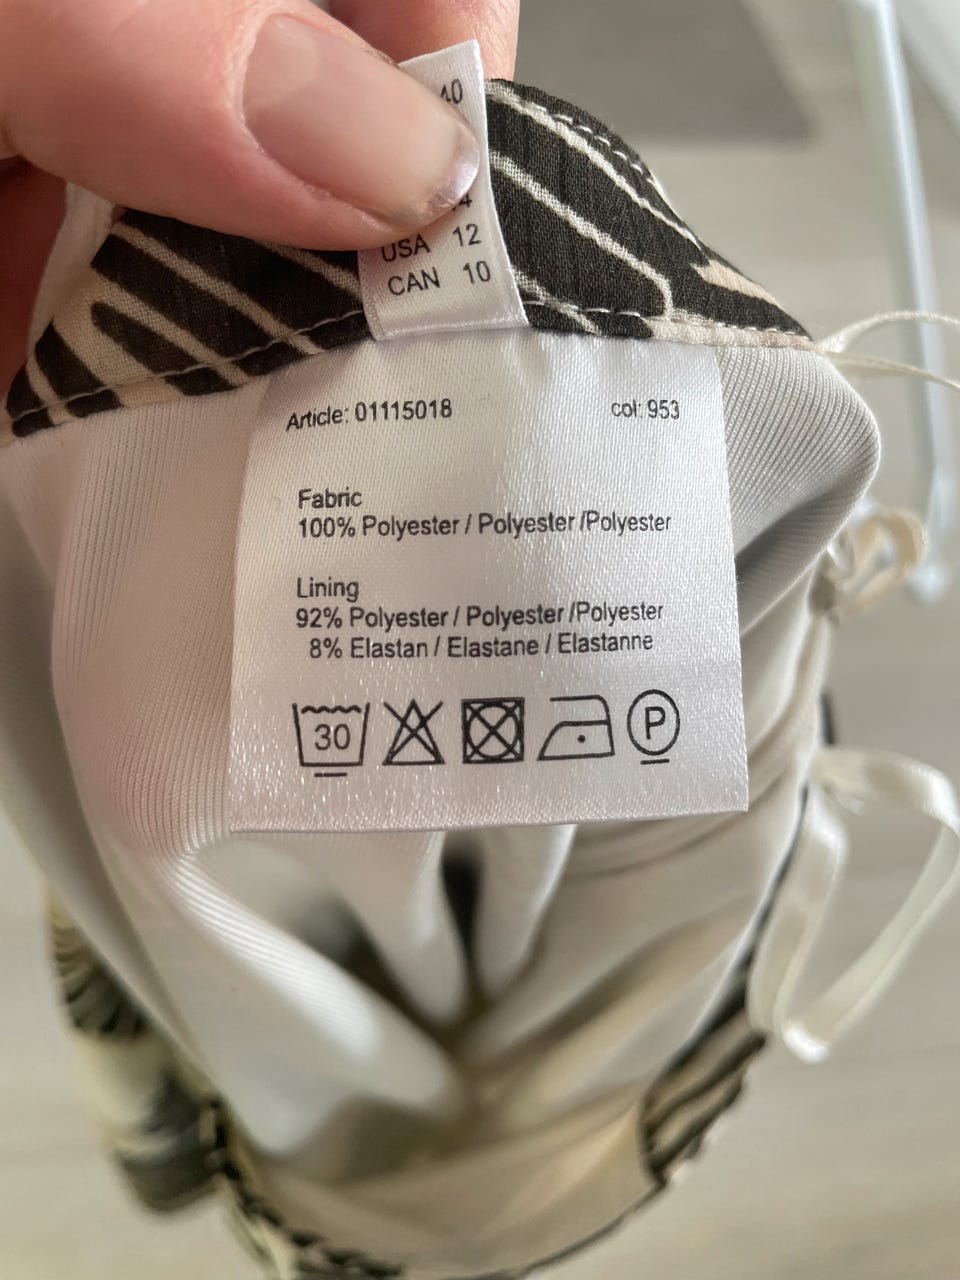 40
14
USA 12
CAN 10
Article: 01115018 col: 953
Fabric
100% Polyester / Polyester /Polyester
Lining
92% Polyester / Polyester /Polyester
8% Elastan / Elastane / Elastanne
30 P